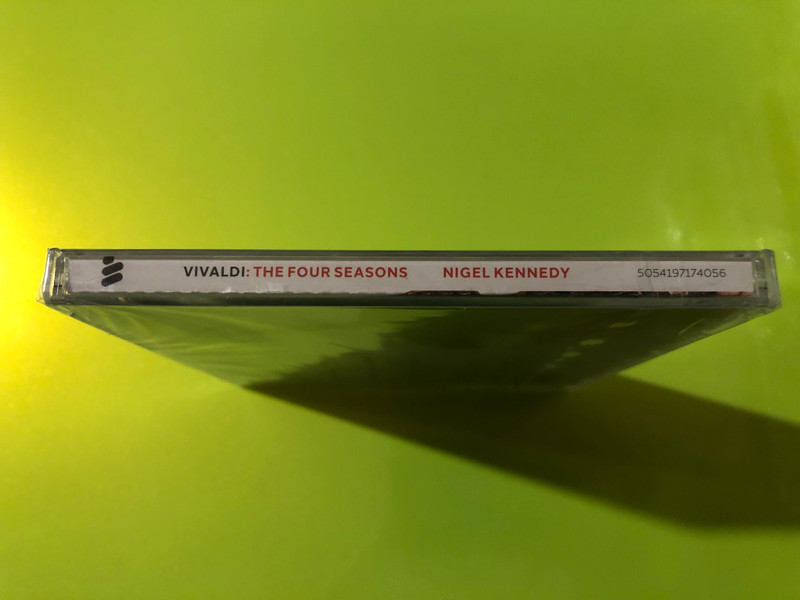 VIVALDI: THE FOUR SEASONS NIGEL KENNEDY 5054197174056